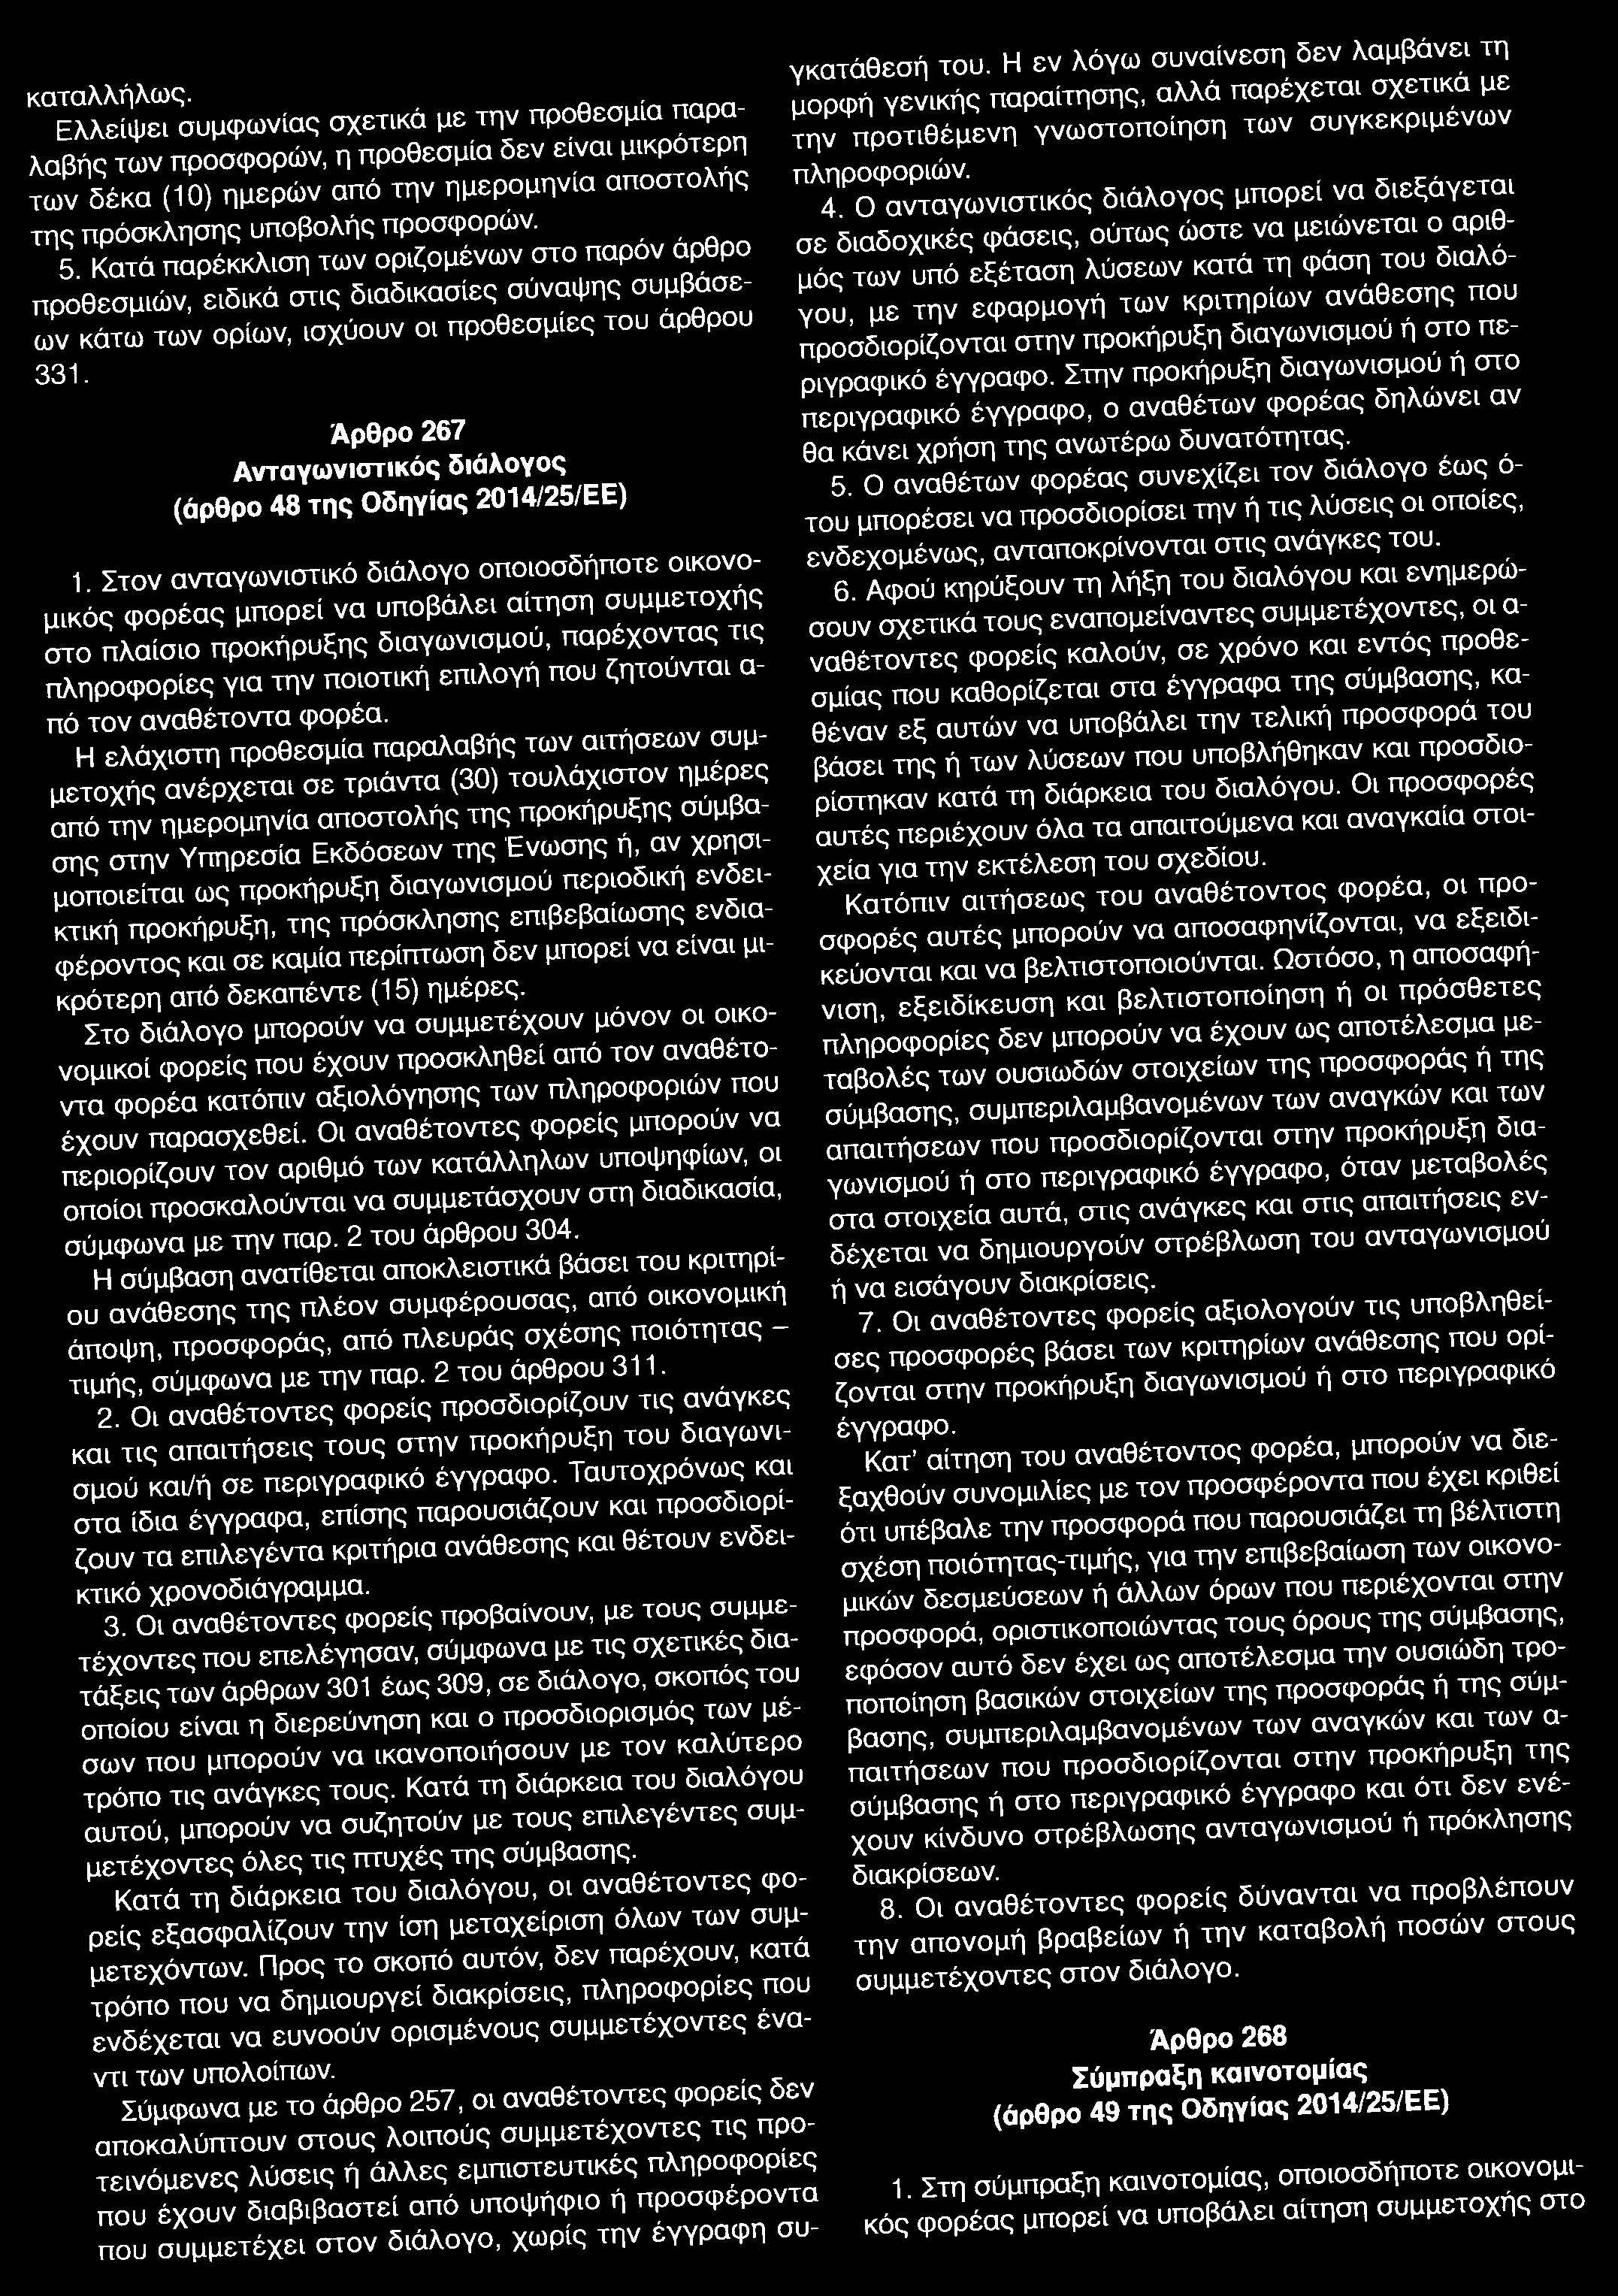 καταλλήλως.
Ελλείψει συμφωνίας σχετικά με την προθεσμία παρα-
λαβής των προσφορών, η προθεσμία δεν είναι μικρότερη
των δέκα (10) ημερών από την ημερομηνία αποστολής
της πρόσκλησης υποβολής προσφορών.
5. Κατά παρέκκλιση των οριζομένων στο παρόν άρθρο
προθεσμιών, ειδικά στις διαδικασίες σύναψης συμβάσε-
ων κάτω των ορίων, ισχύουν οι προθεσμίες του άρθρου
331.
Άρθρο 267
Ανταγωνιστικός διάλογος
(άρθρο 48 της Οδηγίας 2014/25/ΕΕ)
1. Στον ανταγωνιστικό διάλογο οποιοσδήποτε οικονο-
μικός φορέας μπορεί να υποβάλει αίτηση συμμετοχής
στο πλαίσιο προκήρυξης διαγωνισμού, παρέχοντας τις
πληροφορίες για την ποιοτική επιλογή που ζητούνται α-
πό τον αναθέτοντα φορέα.
Η ελάχιστη προθεσμία παραλαβής των αιτήσεων συμ-
μετοχής ανέρχεται σε τριάντα (30) τουλάχιστον ημέρες
από την ημερομηνία αποστολής της προκήρυξης σύμβα-
σης στην Υπηρεσία Εκδόσεων της Ένωσης ή, αν χρησι-
μοποιείται ως προκήρυξη διαγωνισμού περιοδική ενδει-
κτική προκήρυξη, της πρόσκλησης επιβεβαίωσης ενδια-
φέροντος και σε καμία περίπτωση δεν μπορεί να είναι μι-
κρότερη από δεκαπέντε (15) ημέρες.
Στο διάλογο μπορούν να συμμετέχουν μόνον οι οικο-
νομικοί φορείς που έχουν προσκληθεί από τον αναθέτο-
ντα φορέα κατόπιν αξιολόγησης των πληροφοριών που
έχουν παρασχεθεί. Οι αναθέτοντες φορείς μπορούν να
περιορίζουν τον αριθμό των κατάλληλων υποψηφίων, οι
οποίοι προσκαλούνται να συμμετάσχουν στη διαδικασία,
σύμφωνα με την παρ. 2 του άρθρου 304.
Η σύμβαση ανατίθεται αποκλειστικά βάσει του κριτηρί-
ου ανάθεσης της πλέον συμφέρουσας, από οικονομική
άποψη, προσφοράς, από πλευράς σχέσης ποιότητας –
τιμής, σύμφωνα με την παρ. 2 του άρθρου 311.
2. Οι αναθέτοντες φορείς προσδιορίζουν τις ανάγκες
και τις απαιτήσεις τους στην προκήρυξη του διαγωνι-
σμού και/ή σε περιγραφικό έγγραφο. Ταυτοχρόνως και
στα ίδια έγγραφα, επίσης παρουσιάζουν και προσδιορί-
ζουν τα επιλεγέντα κριτήρια ανάθεσης και θέτουν ενδει-
κτικό χρονοδιάγραμμα.
3. Οι αναθέτοντες φορείς προβαίνουν, με τους συμμε-
τέχοντες που επελέγησαν, σύμφωνα με τις σχετικές δια-
τάξεις των άρθρων 301 έως 309, σε διάλογο, σκοπός του
οποίου είναι η διερεύνηση και ο προσδιορισμός των μέ-
σων που μπορούν να ικανοποιήσουν με τον καλύτερο
τρόπο τις ανάγκες τους. Κατά τη διάρκεια του διαλόγου
αυτού, μπορούν να συζητούν με τους επιλεγέντες συμ-
μετέχοντες όλες τις πτυχές της σύμβασης.
Κατά τη διάρκεια του διαλόγου, οι αναθέτοντες φο-
ρείς εξασφαλίζουν την ίση μεταχείριση όλων των συμ-
μετεχόντων. Προς το σκοπό αυτόν, δεν παρέχουν, κατά
τρόπο που να δημιουργεί διακρίσεις, πληροφορίες που
ενδέχεται να ευνοούν ορισμένους συμμετέχοντες ένα-
ντι των υπολοίπων.
Σύμφωνα με το άρθρο 257, οι αναθέτοντες φορείς δεν
αποκαλύπτουν στους λοιπούς συμμετέχοντες τις προ-
τεινόμενες λύσεις ή άλλες εμπιστευτικές πληροφορίες
που έχουν διαβιβαστεί από υποψήφιο ή προσφέροντα
που συμμετέχει στον διάλογο, χωρίς την έγγραφη συ-
γκατάθεσή του. Η εν λόγω συναίνεση δεν λαμβάνει τη
μορφή γενικής παραίτησης, αλλά παρέχεται σχετικά με
την προτιθέμενη γνωστοποίηση των συγκεκριμένων
πληροφοριών.
4. Ο ανταγωνιστικός διάλογος μπορεί να διεξάγεται
σε διαδοχικές φάσεις, ούτως ώστε να μειώνεται ο αριθ-
μός των υπό εξέταση λύσεων κατά τη φάση του διαλό-
γου, με την εφαρμογή των κριτηρίων ανάθεσης που
προσδιορίζονται στην προκήρυξη διαγωνισμού ή στο πε-
ριγραφικό έγγραφο. Στην προκήρυξη διαγωνισμού ή στο
περιγραφικό έγγραφο, ο αναθέτων φορέας δηλώνει αν
θα κάνει χρήση της ανωτέρω δυνατότητας.
5. Ο αναθέτων φορέας συνεχίζει τον διάλογο έως ό-
του μπορέσει να προσδιορίσει την ή τις λύσεις οι οποίες,
ενδεχομένως, ανταποκρίνονται στις ανάγκες του.
6. Αφού κηρύξουν τη λήξη του διαλόγου και ενημερώ-
σουν σχετικά τους εναπομείναντες συμμετέχοντες, οι α-
ναθέτοντες φορείς καλούν, σε χρόνο και εντός προθε-
σμίας που καθορίζεται στα έγγραφα της σύμβασης, κα-
θέναν εξ αυτών να υποβάλει την τελική προσφορά του
βάσει της ή των λύσεων που υποβλήθηκαν και προσδιο-
ρίστηκαν κατά τη διάρκεια του διαλόγου. Οι προσφορές
αυτές περιέχουν όλα τα απαιτούμενα και αναγκαία στοι-
χεία για την εκτέλεση του σχεδίου.
Κατόπιν αιτήσεως του αναθέτοντος φορέα, οι προ-
σφορές αυτές μπορούν να αποσαφηνίζονται, να εξειδι-
κεύονται και να βελτιστοποιούνται. Ωστόσο, η αποσαφή-
νιση, εξειδίκευση και βελτιστοποίηση ή οι πρόσθετες
πληροφορίες δεν μπορούν να έχουν ως αποτέλεσμα με-
ταβολές των ουσιωδών στοιχείων της προσφοράς ή της
σύμβασης, συμπεριλαμβανομένων των αναγκών και των
απαιτήσεων που προσδιορίζονται στην προκήρυξη δια-
γωνισμού ή στο περιγραφικό έγγραφο, όταν μεταβολές
στα στοιχεία αυτά, στις ανάγκες και στις απαιτήσεις εν-
δέχεται να δημιουργούν στρέβλωση του ανταγωνισμού
ή να εισάγουν διακρίσεις.
7. Οι αναθέτοντες φορείς αξιολογούν τις υποβληθεί-
σες προσφορές βάσει των κριτηρίων ανάθεσης που ορί-
ζονται στην προκήρυξη διαγωνισμού ή στο περιγραφικό
έγγραφο.
Κατ' αίτηση του αναθέτοντος φορέα, μπορούν να διε-
ξαχθούν συνομιλίες με τον προσφέροντα που έχει κριθεί
ότι υπέβαλε την προσφορά που παρουσιάζει τη βέλτιστη
σχέση ποιότητας-τιμής, για την επιβεβαίωση των οικονο-
μικών δεσμεύσεων ή άλλων όρων που περιέχονται στην
προσφορά, οριστικοποιώντας τους όρους της σύμβασης,
εφόσον αυτό δεν έχει ως αποτέλεσμα την ουσιώδη τρο-
ποποίηση βασικών στοιχείων της προσφοράς ή της σύμ-
βασης, συμπεριλαμβανομένων των αναγκών και των α-
παιτήσεων που προσδιορίζονται στην προκήρυξη της
σύμβασης ή στο περιγραφικό έγγραφο και ότι δεν ενέ-
χουν κίνδυνο στρέβλωσης ανταγωνισμού ή πρόκλησης
διακρίσεων.
8. Οι αναθέτοντες φορείς δύνανται να προβλέπουν
την απονομή βραβείων ή την καταβολή ποσών στους
συμμετέχοντες στον διάλογο.
Άρθρο 268
Σύμπραξη καινοτομίας
(άρθρο 49 της Οδηγίας 2014/25/ΕΕ)
1. Στη σύμπραξη καινοτομίας, οποιοσδήποτε οικονομι-
κός φορέας μπορεί να υποβάλει αίτηση συμμετοχής στο